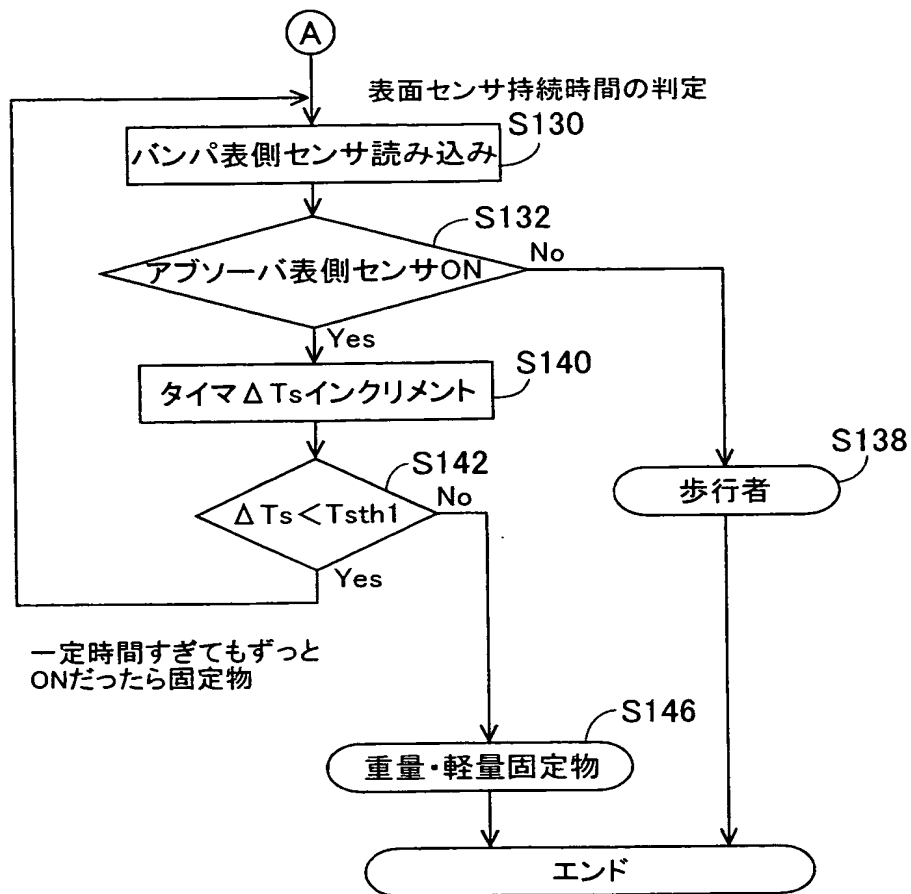 A
表面センサ持続時間の判定
S130
バンパ表側センサ読み込み
S132
アブソーバ表側センサON
No
Yes
S140
タイマΔTsインクリメント
S142
ΔTs<Tsth1
No
Yes
S138
歩行者
一定時間すぎてもずっと
ONだったら固定物
S146
重量・軽量固定物
エンド